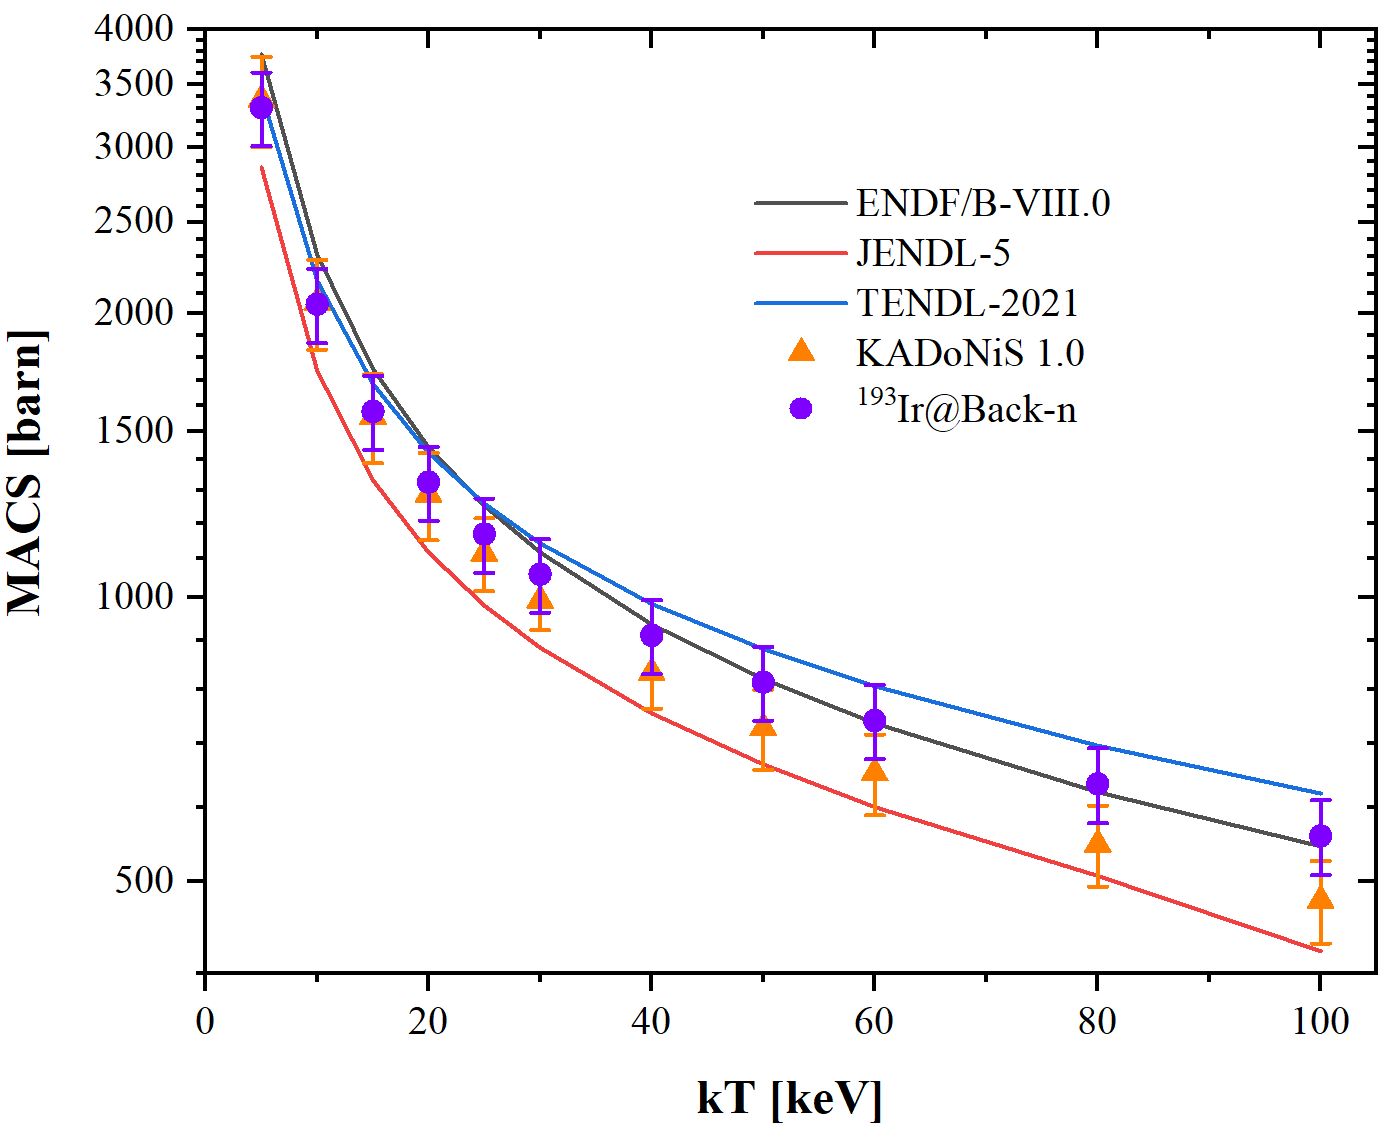 4000
3500
3000
2500
2000
1500
1000
500
MACS [barn]
ENDF/B-VIII.0
JENDL-5
TENDL-2021
KADoNiS 1.0
¹⁹³Ir@Back-n
0 20 40 60 80 100
kT [keV]